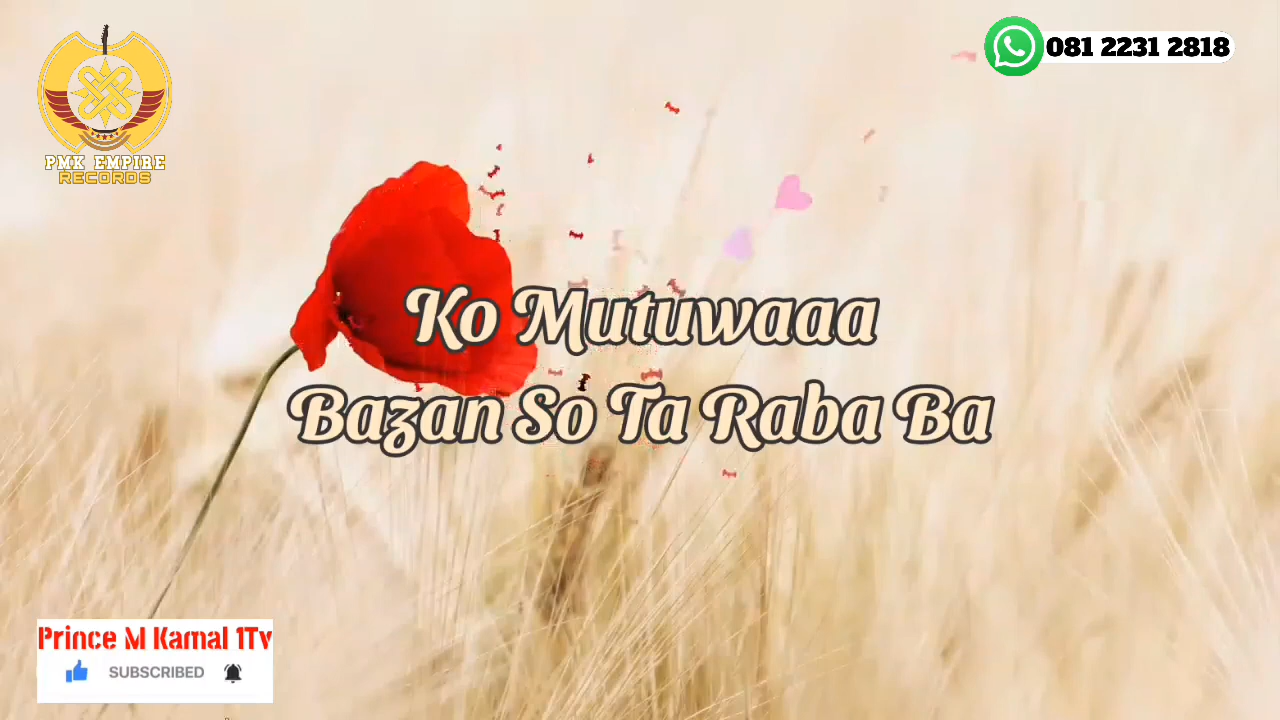 PMK EMPIRE
RECORDS
081 2231 2818
Ko Mutuwaaa
Bazan So Ta Raba Ba
Prince M Kamal 1Tv
SUBSCRIBED